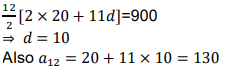 12/2 [2 × 20 + 11d]=900
⇒ d = 10
Also a₁₂ = 20 + 11 × 10 = 130